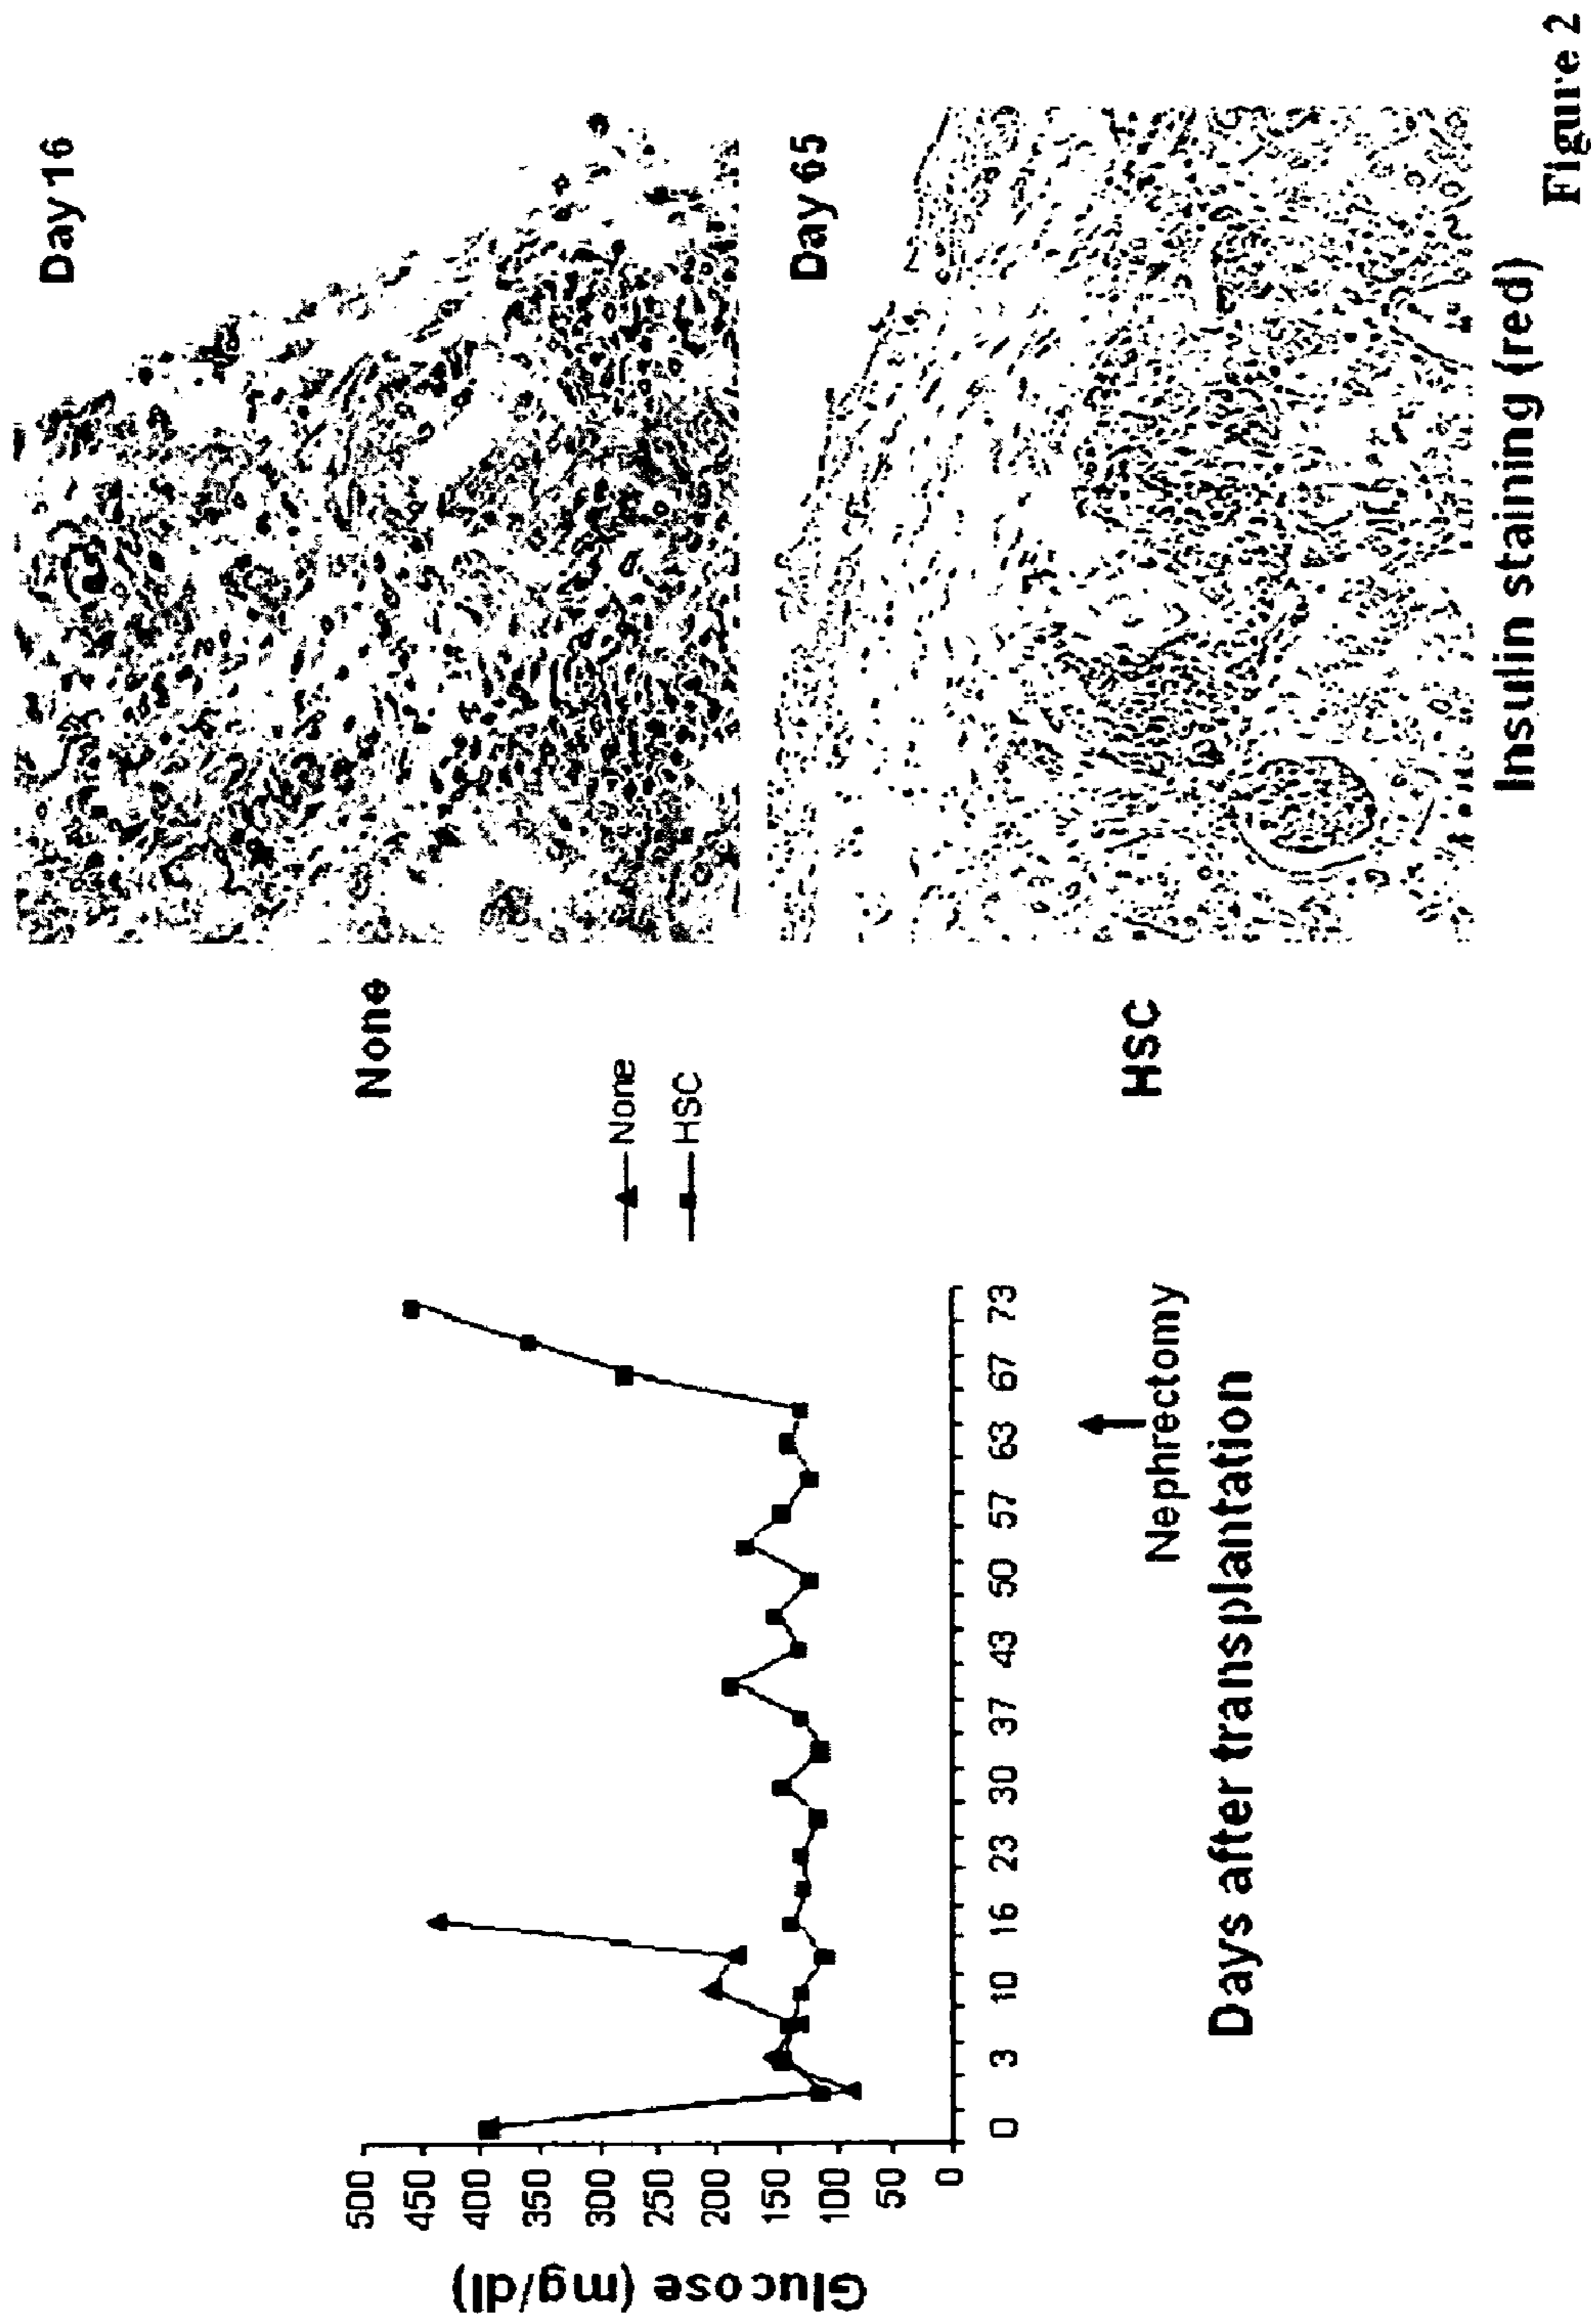 Glucose (mg/dl)
500
450
400
350
300
250
200
150
100
50
0
0 3 10 16 23 30 37 43 50 57 63 67 73
Nephrectomy
Days after transplantation
None
HSC
None
Day 16
HSC
Day 65
Insulin staining (red)
Figure 2